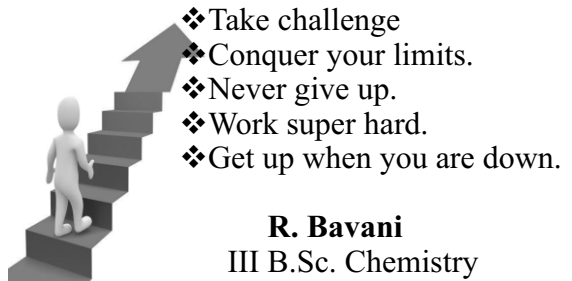 ❖Take challenge
❖Conquer your limits.
❖Never give up.
❖Work super hard.
❖Get up when you are down.
R. Bavani
III B.Sc. Chemistry